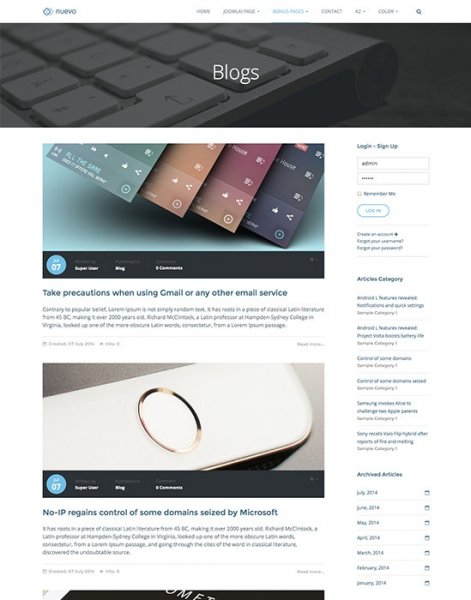 nuevo
HOME JOOMLA! PAGE BONUS PAGES CONTACT K2 COLOR
Blogs
ALL THE SAME
House
House
Jul
07
Written by
Super User
Published in
Blog
Comment
0 Comments
Take precautions when using Gmail or any other email service
Contrary to popular belief, Lorem Ipsum is not simply random text. It has roots in a piece of classical Latin literature
from 45 BC, making it over 2000 years old. Richard McClintock, a Latin professor at Hampden-Sydney College in
Virginia, looked up one of the more obscure Latin words, consectetur, from a Lorem Ipsum passage.
Created: 07 July 2014 Hits: 0 Read more...
Jul
07
Written by
Super User
Published in
Blog
Comment
0 Comments
No-IP regains control of some domains seized by Microsoft
It has roots in a piece of classical Latin literature from 45 BC, making it over 2000 years old. Richard McClintock, a
Latin professor at Hampden-Sydney College in Virginia, looked up one of the more obscure Latin words,
consectetur, from a Lorem Ipsum passage, and going through the cites of the word in classical literature,
discovered the undoubtable source.
Created: 07 July 2014 Hits: 0 Read more...
Login - Sign Up
admin
Remember Me
LOG IN
Create an account
Forgot your username?
Forgot your password?
Articles Category
Android L features revealed:
Notifications and quick settings
Sample Category 1
Android L features revealed:
Project Volta boosts battery life
Sample Category 1
Control of some domains
Sample Category 1
Control of some domains seized
Sample Category 1
Samsung invokes Alice to
challenge two Apple patents
Sample Category 1
Sony recalls Vaio Flip hybrid after
reports of fire and melting
Sample Category 1
Archived Articles
July, 2014
June, 2014
May, 2014
April, 2014
March, 2014
February, 2014
January, 2014